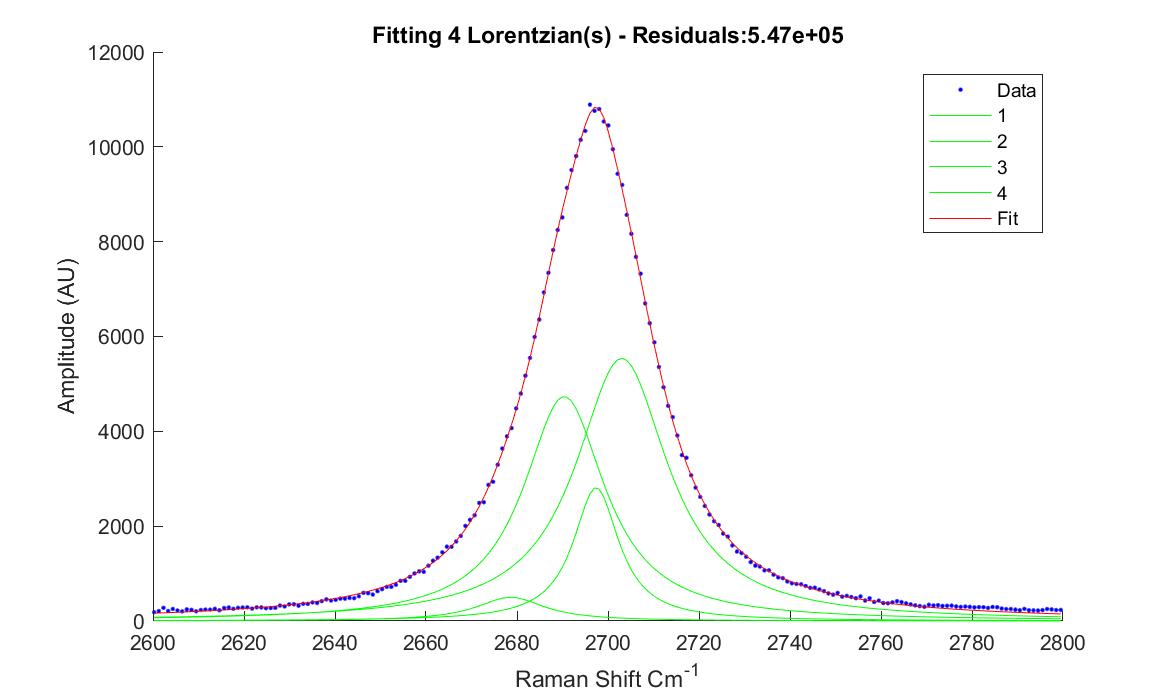 Fitting 4 Lorentzian(s) - Residuals:5.47e+05
12000
10000
8000
6000
4000
2000
0
Amplitude (AU)
Data
1
2
3
4
Fit
2600 2620 2640 2660 2680 2700 2720 2740 2760 2780 2800
Raman Shift Cm-1